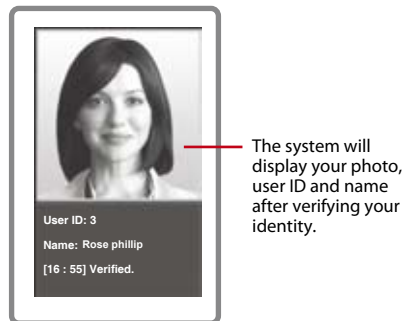 User ID: 3
Name: Rose phillip
[16 : 55] Verified.
The system will
display your photo,
user ID and name
after verifying your
identity.